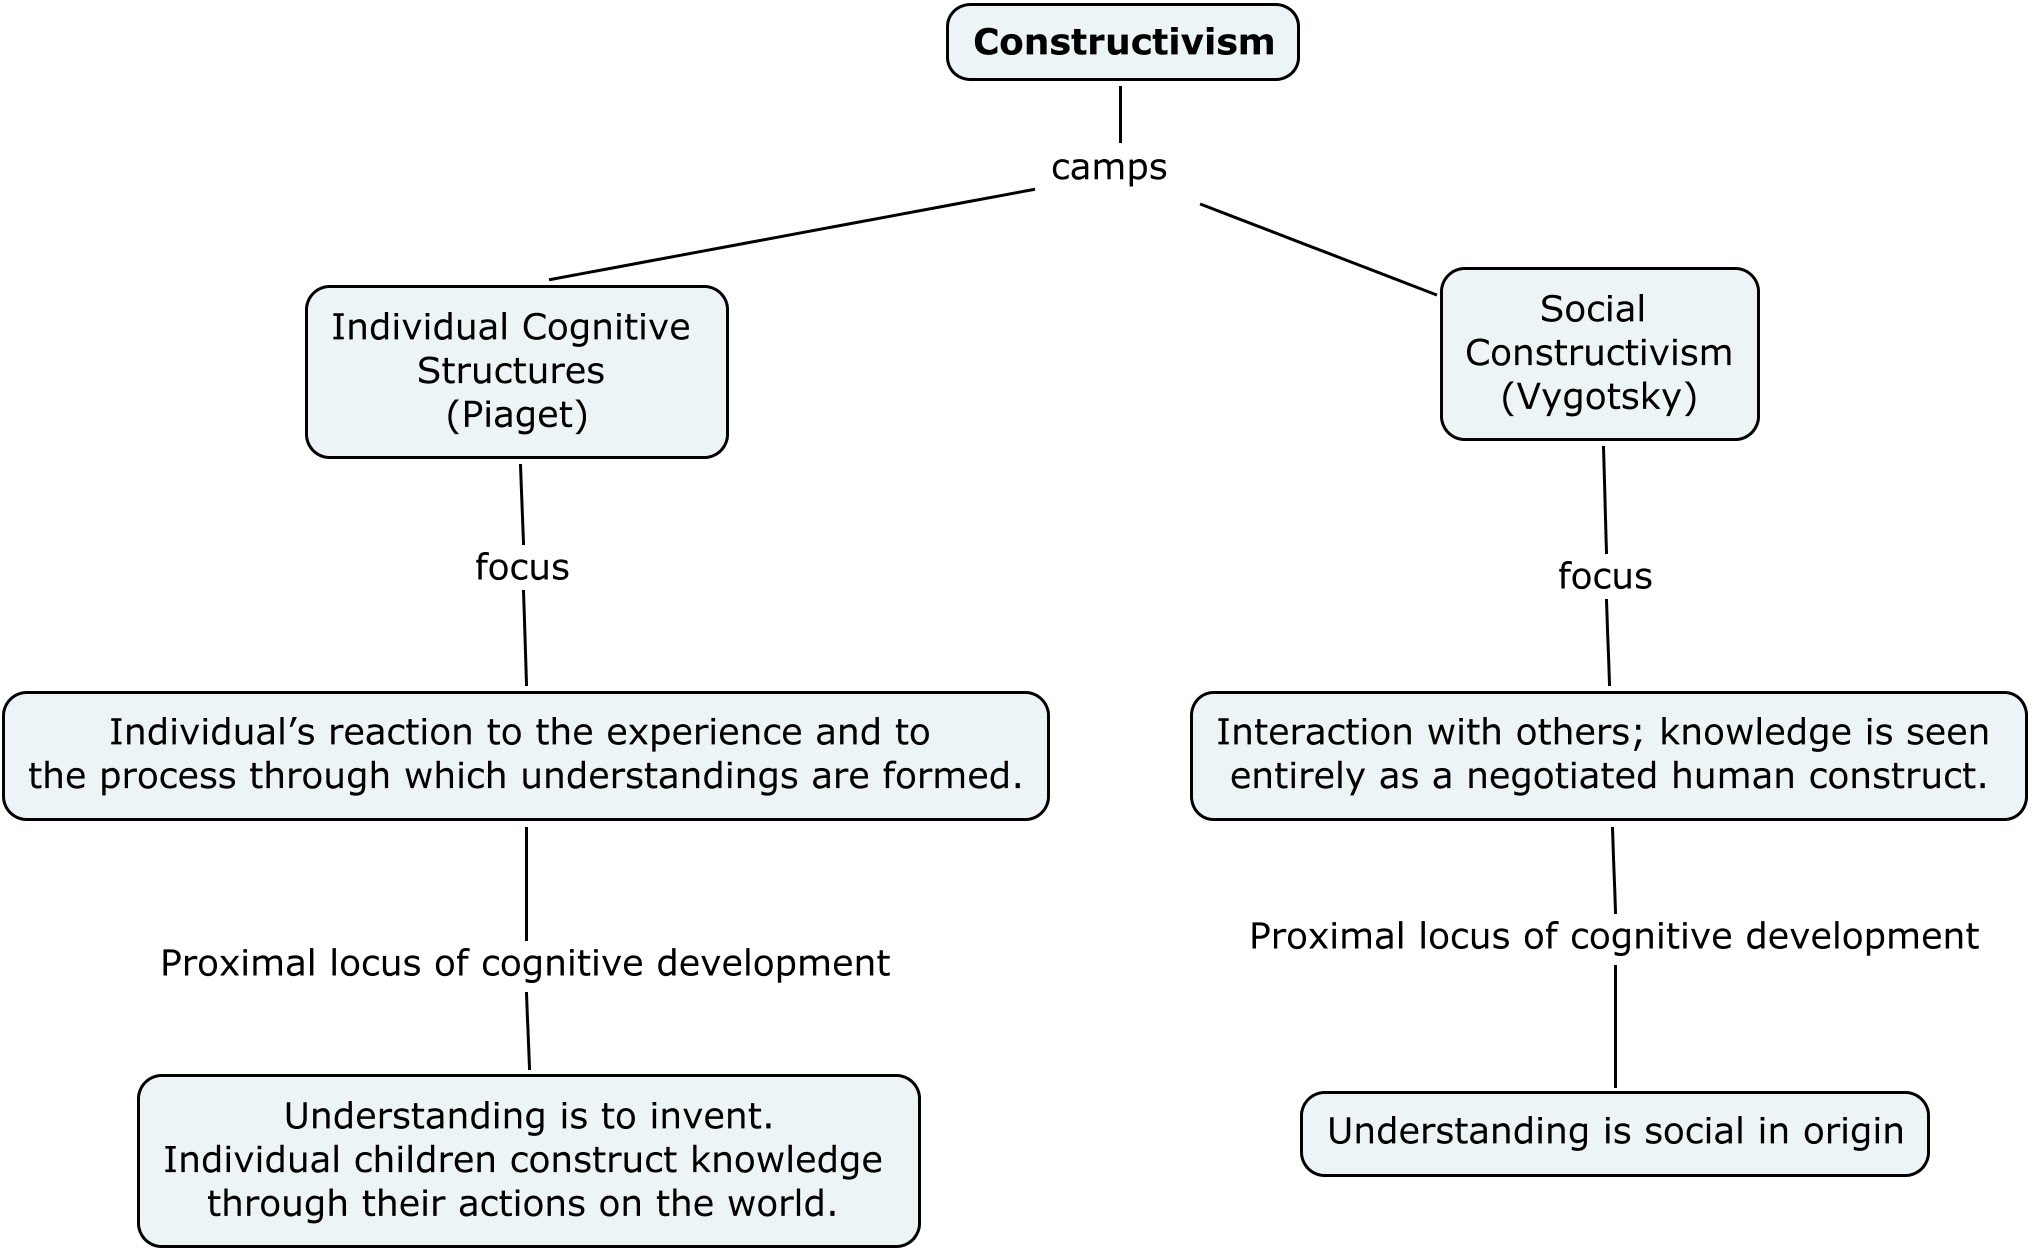 Constructivism
camps
Individual Cognitive
Structures
(Piaget)
Social
Constructivism
(Vygotsky)
focus
focus
Individual’s reaction to the experience and to
the process through which understandings are formed.
Interaction with others; knowledge is seen
entirely as a negotiated human construct.
Proximal locus of cognitive development
Proximal locus of cognitive development
Understanding is to invent.
Individual children construct knowledge
through their actions on the world.
Understanding is social in origin